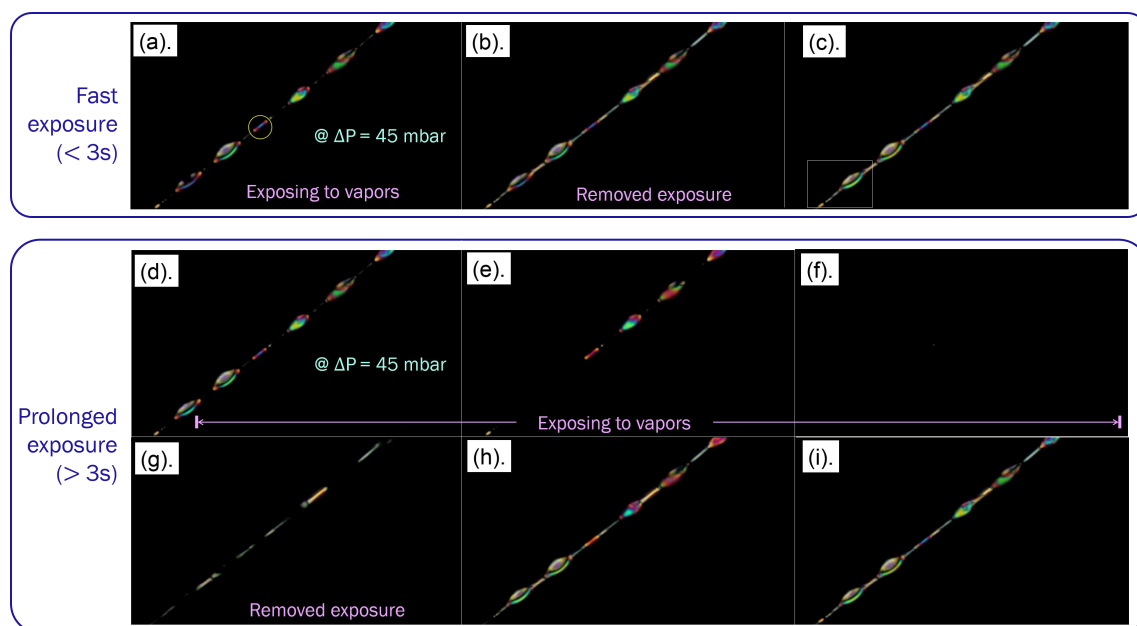 Fast
exposure
(< 3s)
(a).
(b).
(c).
@ ΔP = 45 mbar
Exposing to vapors
Removed exposure
Prolonged
exposure
(> 3s)
(d).
(e).
(f).
@ ΔP = 45 mbar
Exposing to vapors
(g).
(h).
(i).
Removed exposure